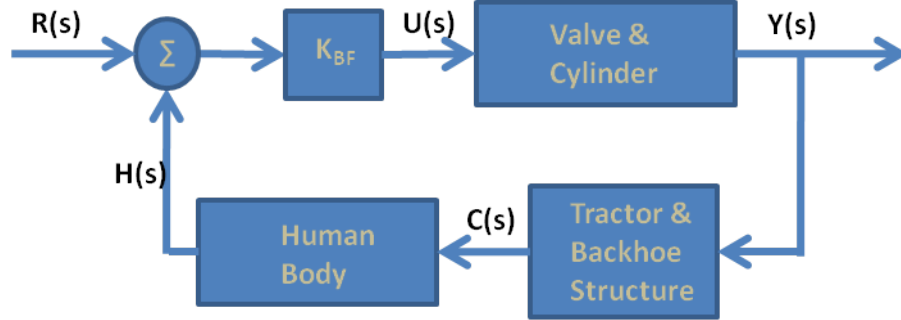 R(s)
Σ
K_BF
U(s)
Valve &
Cylinder
Y(s)
H(s)
Human
Body
C(s)
Tractor &
Backhoe
Structure